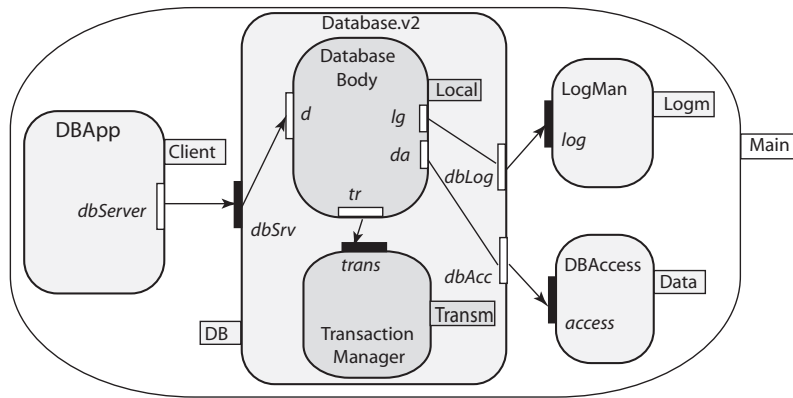 Database.v2
Database
Body
Local
LogMan
Logm
DBApp
Client
d
lg
da
log
Main
dbServer
dbSrv
tr
dbLog
trans
dbAcc
DBAccess
Data
access
DB
Transm
Transaction
Manager